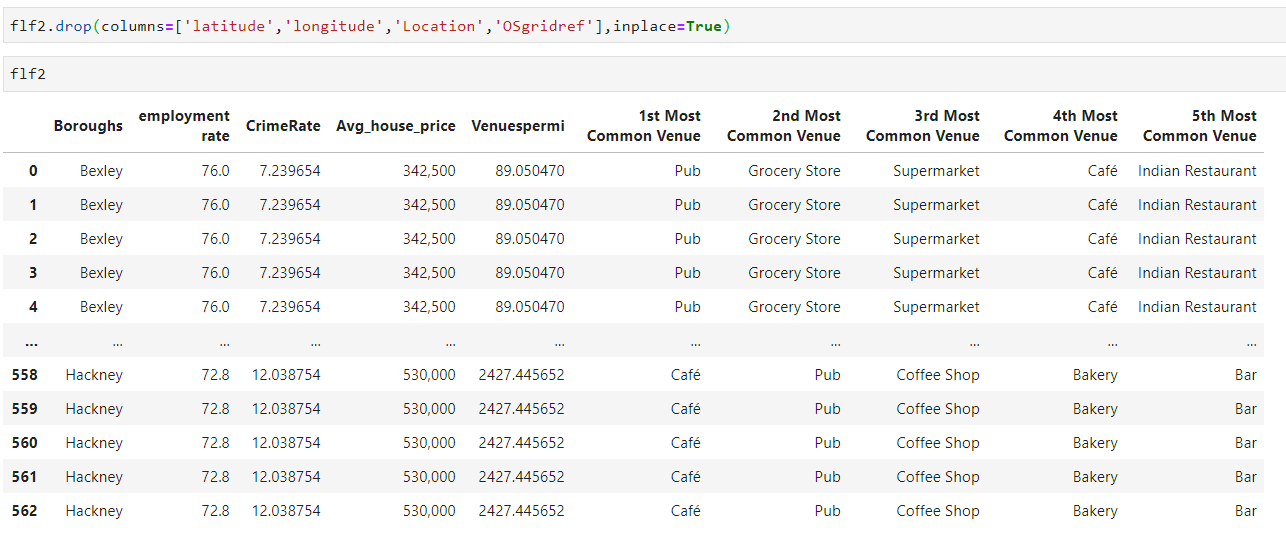 flf2.drop(columns=['latitude','longitude','Location','OSgridref'],inplace=True)
flf2
Boroughs employment rate CrimeRate Avg_house_price Venuespermi 1st Most Common Venue 2nd Most Common Venue 3rd Most Common Venue 4th Most Common Venue 5th Most Common Venue
0 Bexley 76.0 7.239654 342,500 89.050470 Pub Grocery Store Supermarket Café Indian Restaurant
1 Bexley 76.0 7.239654 342,500 89.050470 Pub Grocery Store Supermarket Café Indian Restaurant
2 Bexley 76.0 7.239654 342,500 89.050470 Pub Grocery Store Supermarket Café Indian Restaurant
3 Bexley 76.0 7.239654 342,500 89.050470 Pub Grocery Store Supermarket Café Indian Restaurant
4 Bexley 76.0 7.239654 342,500 89.050470 Pub Grocery Store Supermarket Café Indian Restaurant
... ... ... ... ... ... ... ... ... ... ...
558 Hackney 72.8 12.038754 530,000 2427.445652 Café Pub Coffee Shop Bakery Bar
559 Hackney 72.8 12.038754 530,000 2427.445652 Café Pub Coffee Shop Bakery Bar
560 Hackney 72.8 12.038754 530,000 2427.445652 Café Pub Coffee Shop Bakery Bar
561 Hackney 72.8 12.038754 530,000 2427.445652 Café Pub Coffee Shop Bakery Bar
562 Hackney 72.8 12.038754 530,000 2427.445652 Café Pub Coffee Shop Bakery Bar